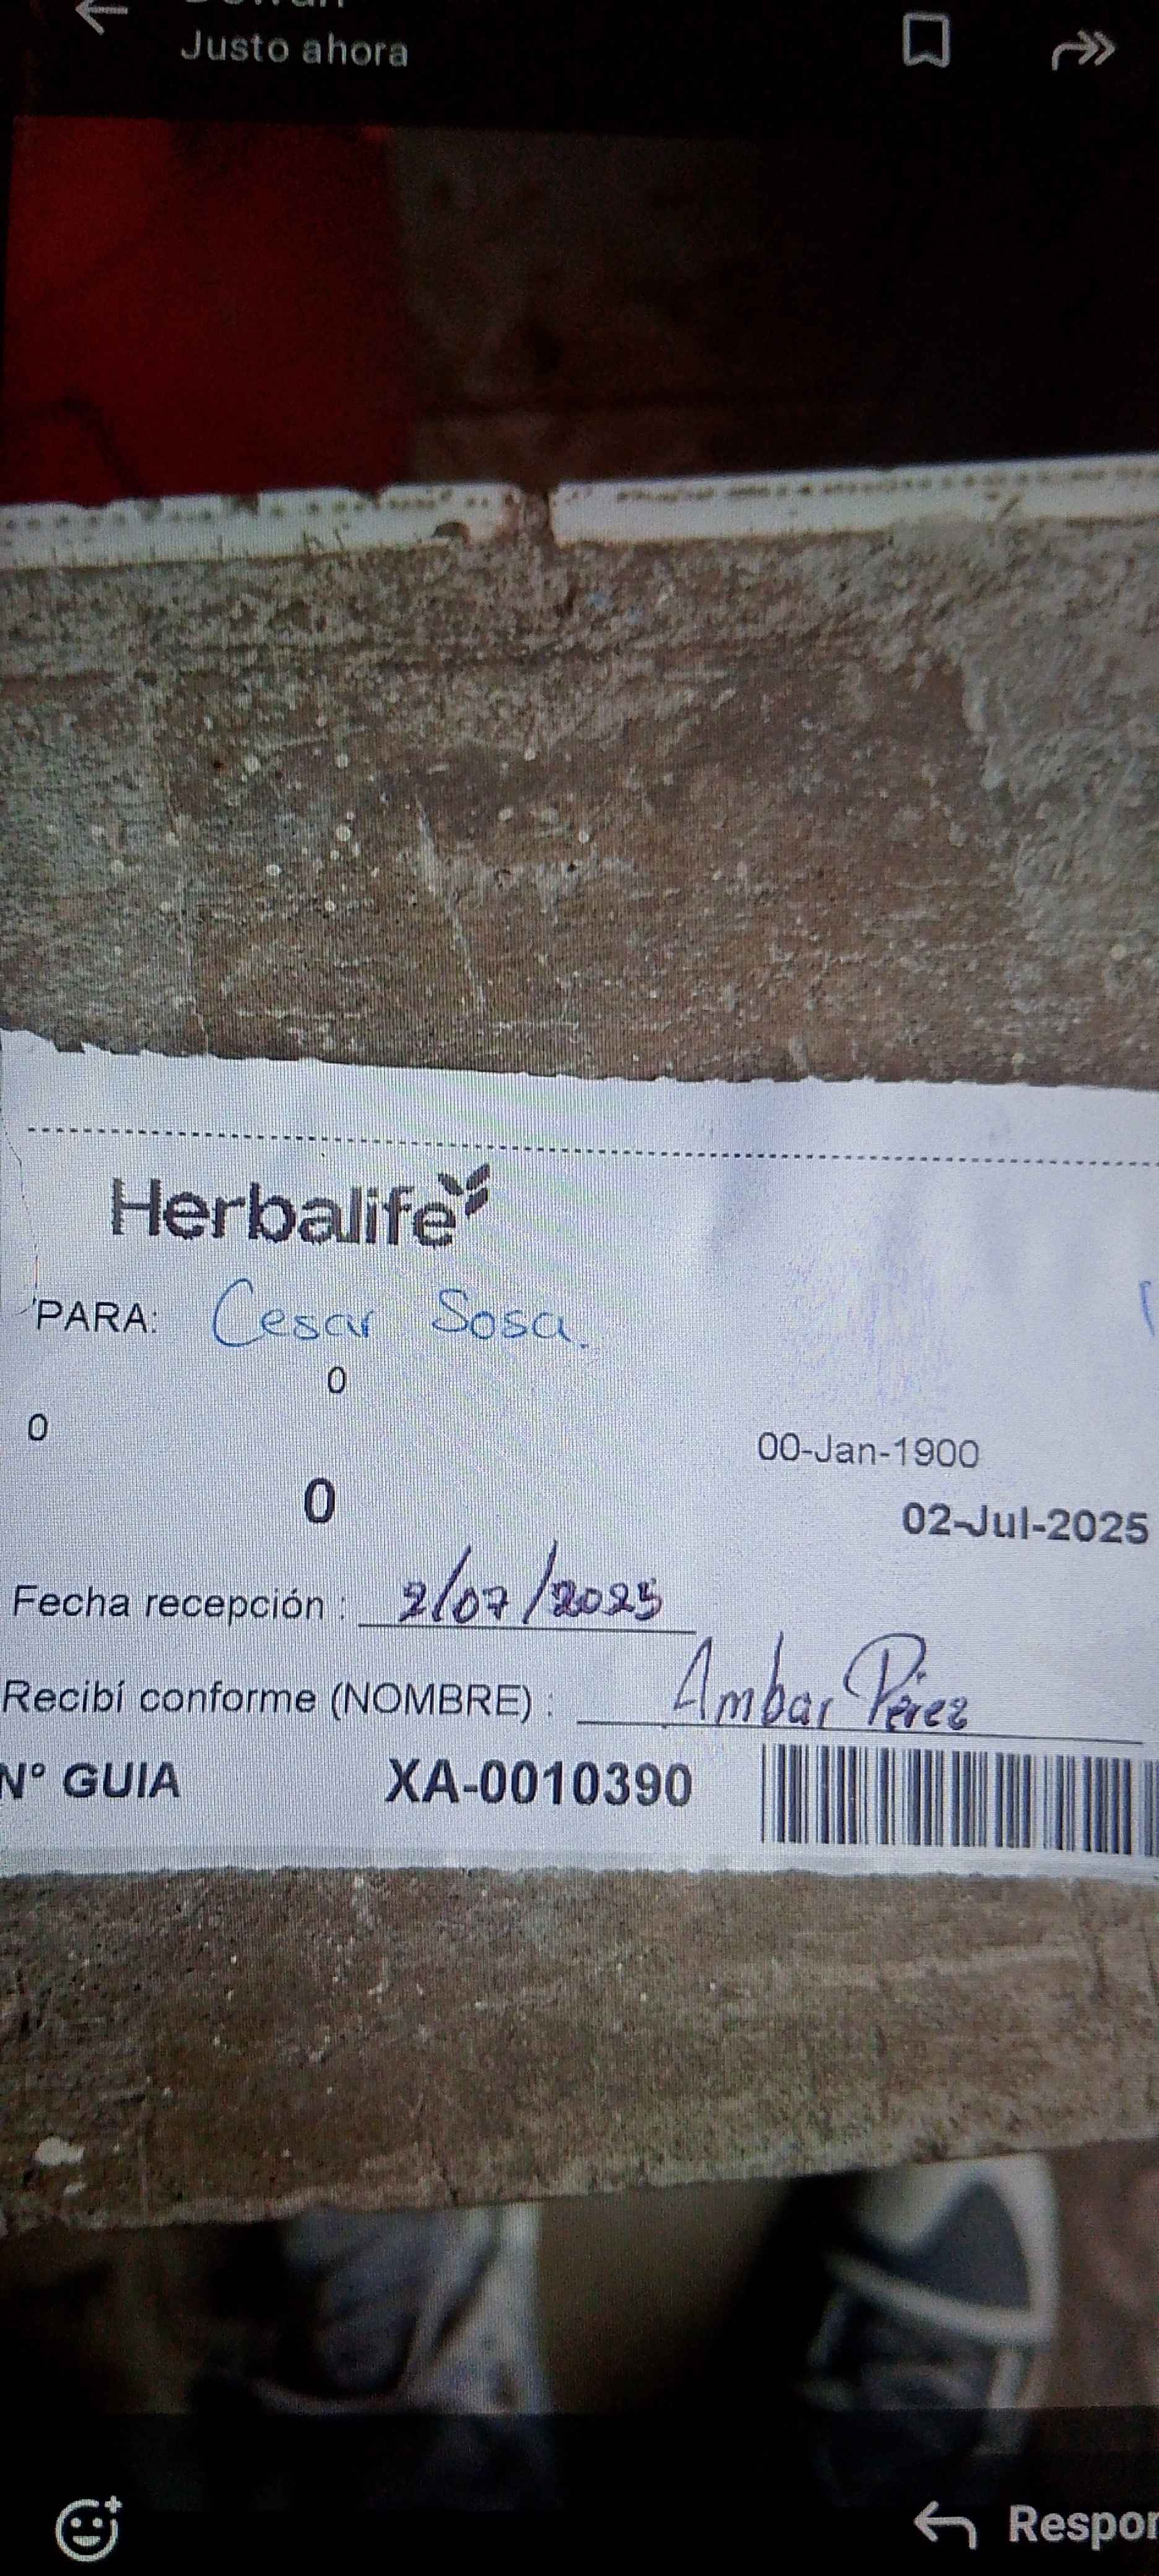 Justo ahora
Herbalife
PARA: Cesar Sosa.
0
0
00-Jan-1900
0
02-Jul-2025
Fecha recepción : 2/07/2025
Recibí conforme (NOMBRE) : Ambar Pérez
N° GUIA XA-0010390